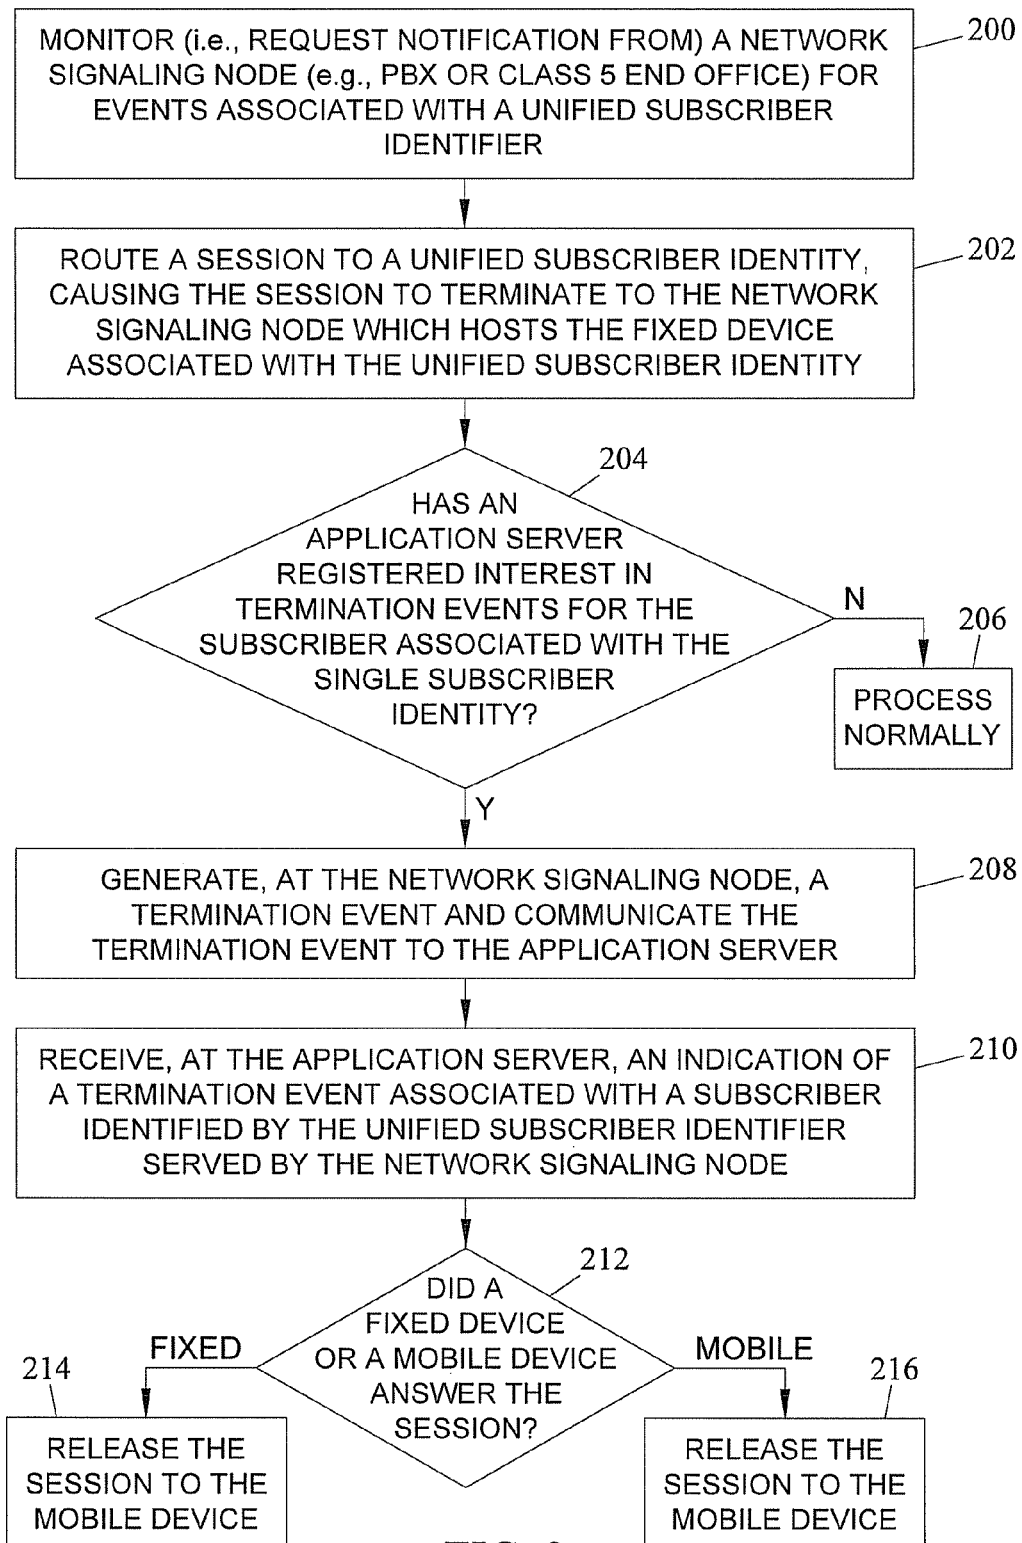 MONITOR (i.e., REQUEST NOTIFICATION FROM) A NETWORK
SIGNALING NODE (e.g., PBX OR CLASS 5 END OFFICE) FOR
EVENTS ASSOCIATED WITH A UNIFIED SUBSCRIBER
IDENTIFIER
200
ROUTE A SESSION TO A UNIFIED SUBSCRIBER IDENTITY,
CAUSING THE SESSION TO TERMINATE TO THE NETWORK
SIGNALING NODE WHICH HOSTS THE FIXED DEVICE
ASSOCIATED WITH THE UNIFIED SUBSCRIBER IDENTITY
202
204
HAS AN
APPLICATION SERVER
REGISTERED INTEREST IN
TERMINATION EVENTS FOR THE
SUBSCRIBER ASSOCIATED WITH THE
SINGLE SUBSCRIBER
IDENTITY?
N
206
PROCESS
NORMALLY
Y
GENERATE, AT THE NETWORK SIGNALING NODE, A
TERMINATION EVENT AND COMMUNICATE THE
TERMINATION EVENT TO THE APPLICATION SERVER
208
RECEIVE, AT THE APPLICATION SERVER, AN INDICATION OF
A TERMINATION EVENT ASSOCIATED WITH A SUBSCRIBER
IDENTIFIED BY THE UNIFIED SUBSCRIBER IDENTIFIER
SERVED BY THE NETWORK SIGNALING NODE
210
212
DID A
FIXED DEVICE
OR A MOBILE DEVICE
ANSWER THE
SESSION?
FIXED
MOBILE
214
RELEASE THE
SESSION TO THE
MOBILE DEVICE
216
RELEASE THE
SESSION TO THE
MOBILE DEVICE